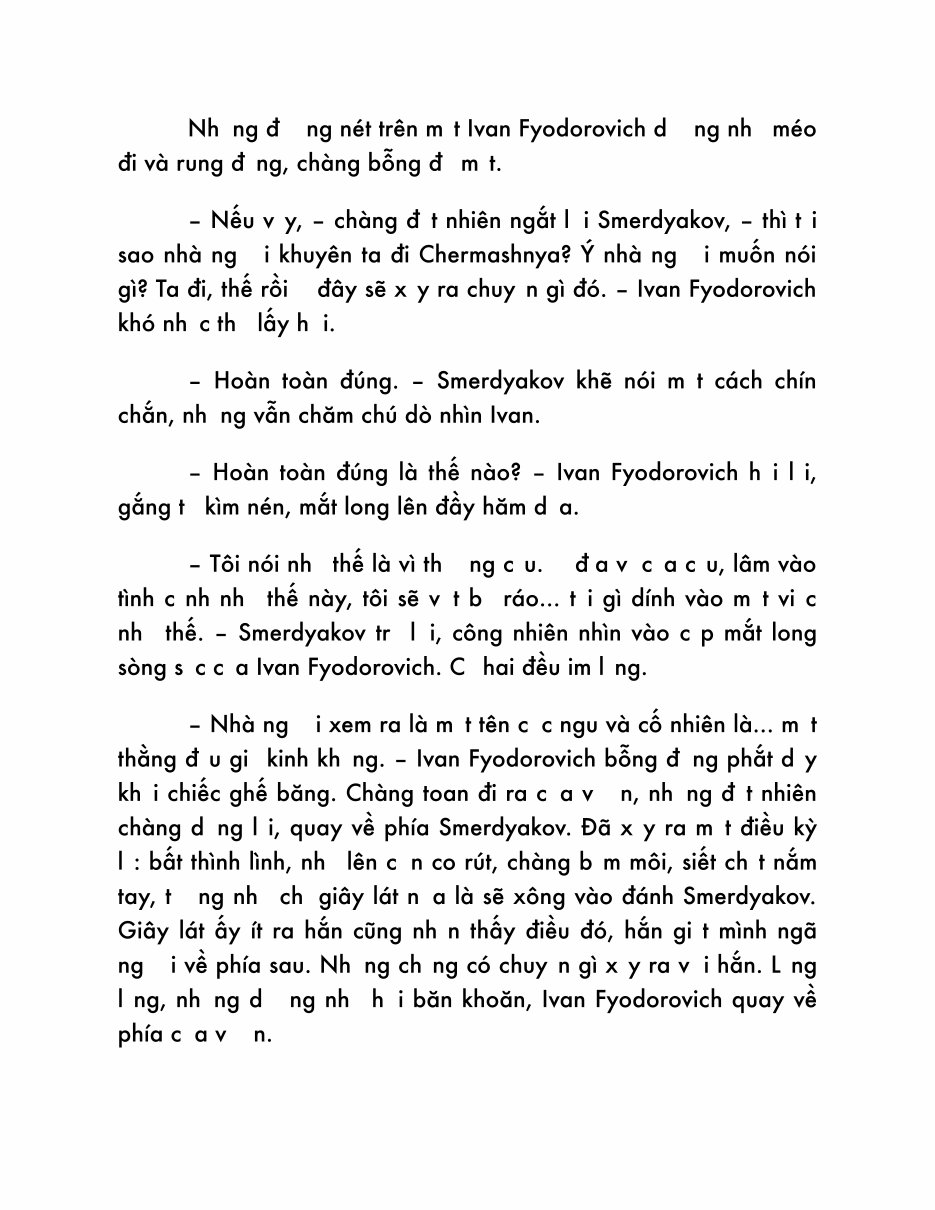 Nh ng đ ng nét trên m t Ivan Fyodorovich d ng nh méo
đi và rung đ ng, chàng bỗng đ m t.
– Nếu v y, – chàng đ t nhiên ngắt l i Smerdyakov, – thì t i
sao nhà ng i khuyên ta đi Chermashnya? Ý nhà ng i muốn nói
gì? Ta đi, thế rồi đây sẽ x y ra chuy n gì đó. – Ivan Fyodorovich
khó nh c th lấy h i.
– Hoàn toàn đúng. – Smerdyakov khẽ nói m t cách chín
chắn, nh ng vẫn chăm chú dò nhìn Ivan.
– Hoàn toàn đúng là thế nào? – Ivan Fyodorovich h i l i,
gắng t kìm nén, mắt long lên đầy hăm d a.
– Tôi nói nh thế là vì th ng c u. đ a v c a c u, lâm vào
tình c nh nh thế này, tôi sẽ v t b ráo... t i gì dính vào m t vi c
nh thế. – Smerdyakov tr l i, công nhiên nhìn vào c p mắt long
sòng s c c a Ivan Fyodorovich. C hai đều im l ng.
– Nhà ng i xem ra là m t tên c c ngu và cố nhiên là... m t
thằng đ u gi kinh kh ng. – Ivan Fyodorovich bỗng đ ng phắt d y
kh i chiếc ghế băng. Chàng toan đi ra c a v n, nh ng đ t nhiên
chàng d ng l i, quay về phía Smerdyakov. Đã x y ra m t điều kỳ
l : bất thình lình, nh lên c n co rút, chàng b m môi, siết ch t nắm
tay, t ng nh ch giây lát n a là sẽ xông vào đánh Smerdyakov.
Giây lát ấy ít ra hắn cũng nh n thấy điều đó, hắn gi t mình ngã
ng i về phía sau. Nh ng ch ng có chuy n gì x y ra v i hắn. L ng
l ng, nh ng d ng nh h i băn khoăn, Ivan Fyodorovich quay về
phía c a v n.